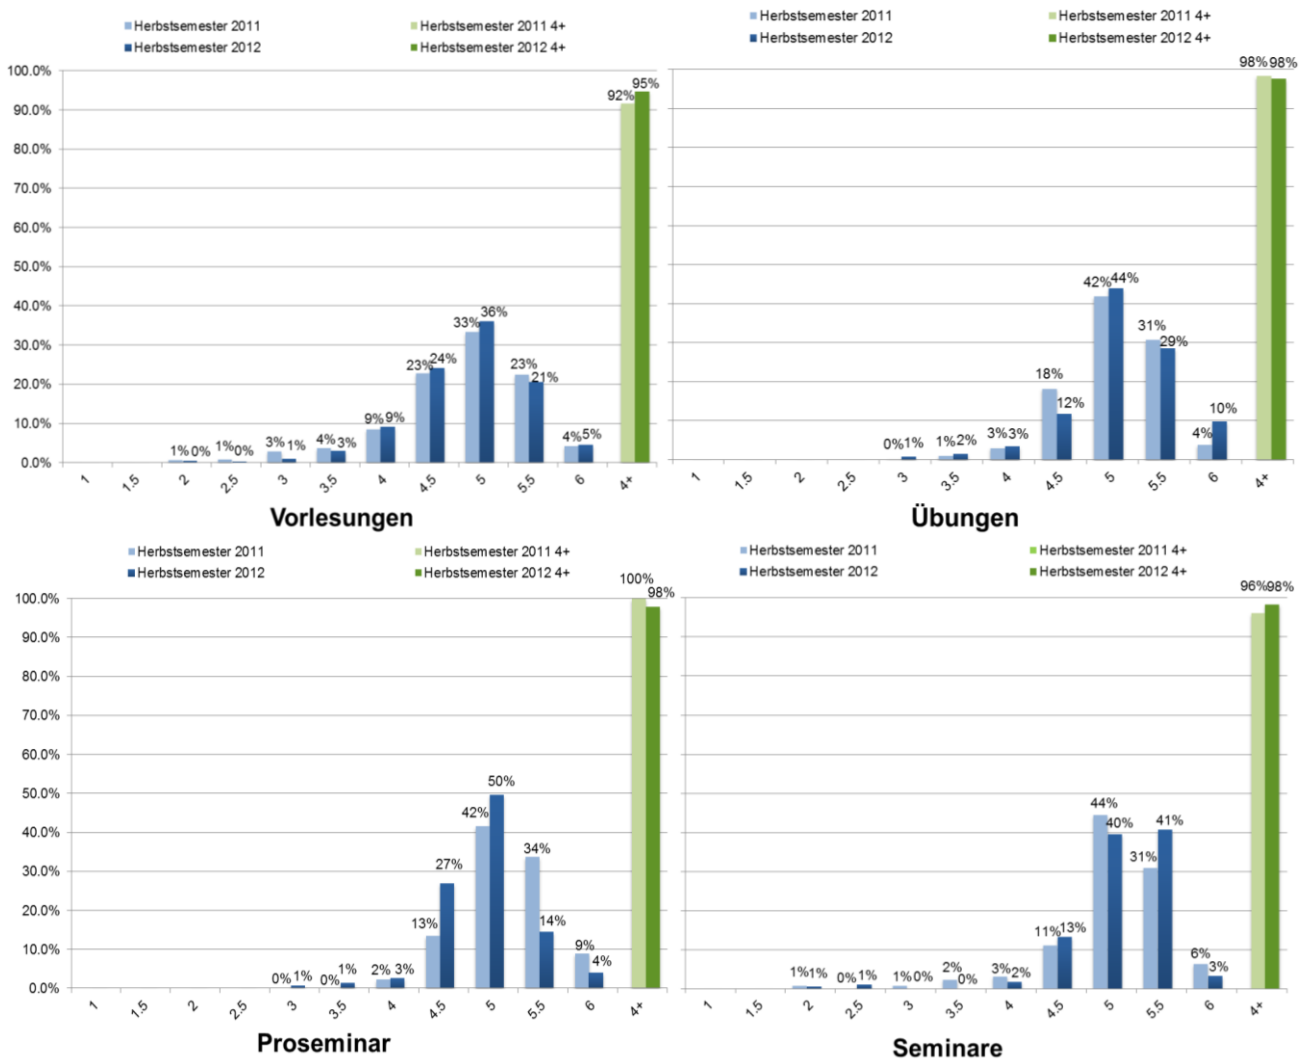 Herbstsemester 2011 Herbstsemester 2011 4+
Herbstsemester 2012 Herbstsemester 2012 4+
100.0%
90.0%
80.0%
70.0%
60.0%
50.0%
40.0%
30.0%
20.0%
10.0%
0.0%
1% 0% 1% 0% 3% 1% 4% 3% 9% 9% 23% 24% 33% 36% 23% 21% 4% 5% 92% 95%
1 1.5 2 2.5 3 3.5 4 4.5 5 5.5 6 4+
Vorlesungen
Herbstsemester 2011 Herbstsemester 2011 4+
Herbstsemester 2012 Herbstsemester 2012 4+
0% 1% 1% 2% 3% 3% 18% 12% 42% 44% 31% 29% 4% 10% 98% 98%
1 1.5 2 2.5 3 3.5 4 4.5 5 5.5 6 4+
Übungen
Herbstsemester 2011 Herbstsemester 2011 4+
Herbstsemester 2012 Herbstsemester 2012 4+
100.0%
90.0%
80.0%
70.0%
60.0%
50.0%
40.0%
30.0%
20.0%
10.0%
0.0%
0% 1% 0% 1% 2% 3% 13% 27% 42% 50% 34% 14% 9% 4% 100% 98%
1 1.5 2 2.5 3 3.5 4 4.5 5 5.5 6 4+
Proseminar
Herbstsemester 2011 Herbstsemester 2011 4+
Herbstsemester 2012 Herbstsemester 2012 4+
1% 1% 0% 1% 1% 0% 2% 0% 3% 2% 11% 13% 44% 40% 31% 41% 6% 3% 96% 98%
1 1.5 2 2.5 3 3.5 4 4.5 5 5.5 6 4+
Seminare